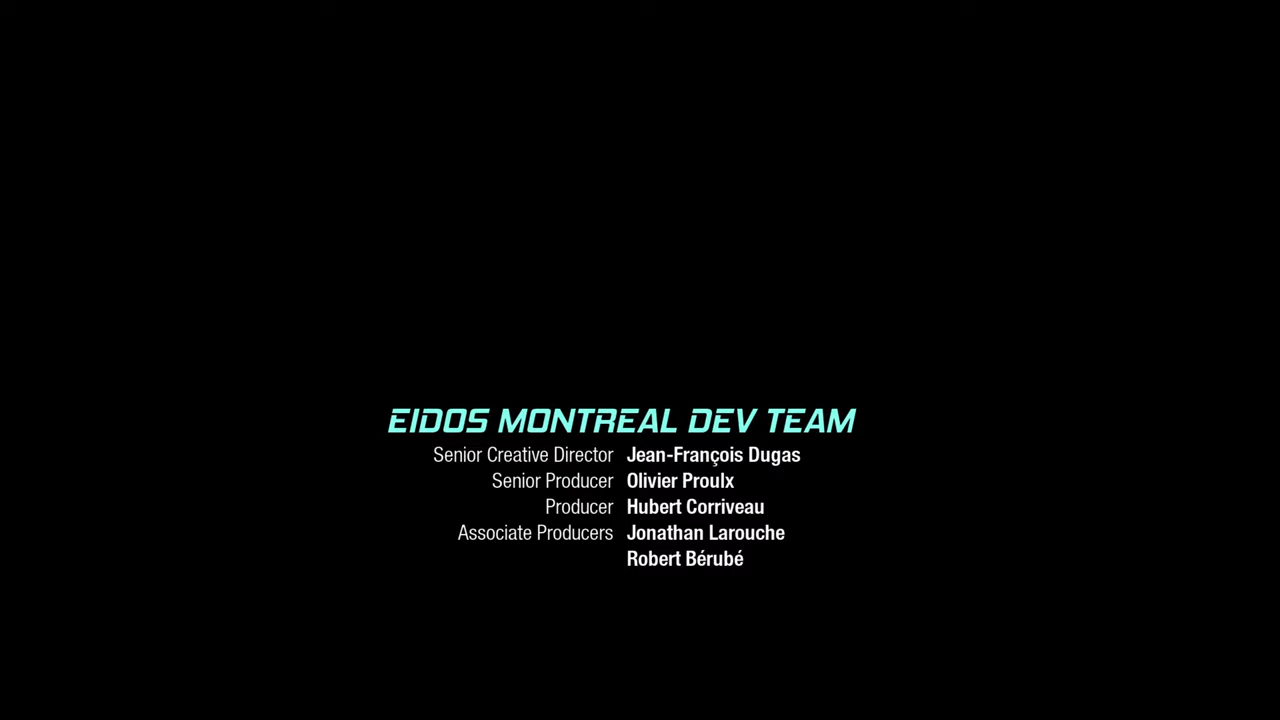 EIDOS MONTREAL DEV TEAM
Senior Creative Director Jean-François Dugas
Senior Producer Olivier Proulx
Producer Hubert Corriveau
Associate Producers Jonathan Larouche
Robert Bérubé